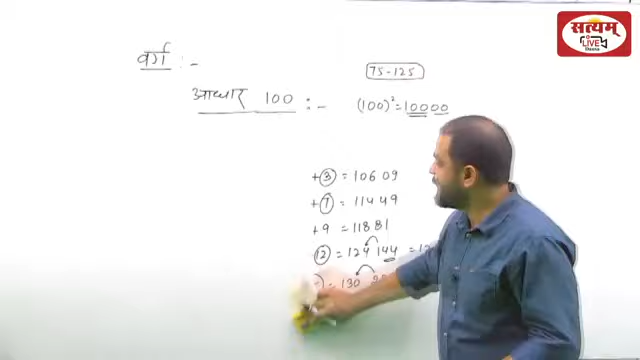 सत्यम्
LIVE
वर्ग :-
75-125
आधार 100 :- (100)² = 10000
+3 = 10609
+7 = 11449
+9 = 11881
12 = 124 144 = 12
= 130